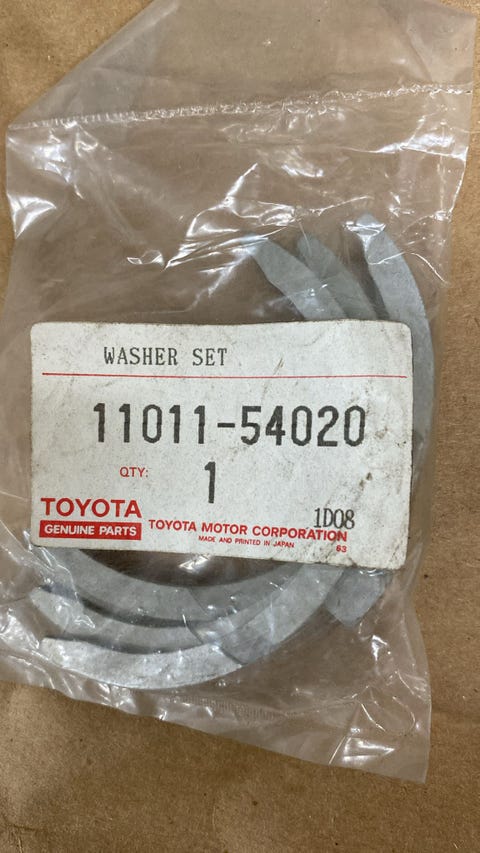 WASHER SET
11011-54020
QTY: 1
1D08
TOYOTA
GENUINE PARTS
TOYOTA MOTOR CORPORATION
MADE AND PRINTED IN JAPAN
63